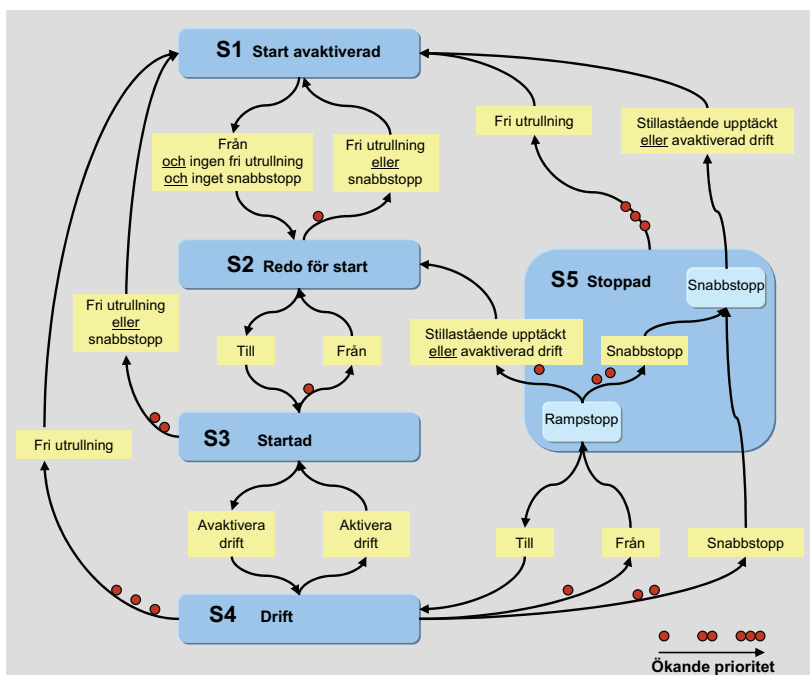 S1 Start avaktiverad
Från
och ingen fri utrullning
och inget snabbstopp
Fri utrullning
eller
snabbstopp
Fri utrullning
Stillastående upptäckt
eller avaktiverad drift
S2 Redo för start
S5 Stoppad
Snabbstopp
Fri utrullning
eller
snabbstopp
Till
Från
Stillastående upptäckt
eller avaktiverad drift
Snabbstopp
Rampstopp
S3 Startad
Fri utrullning
Avaktivera
drift
Aktivera
drift
Till
Från
Snabbstopp
S4 Drift
Ökande prioritet